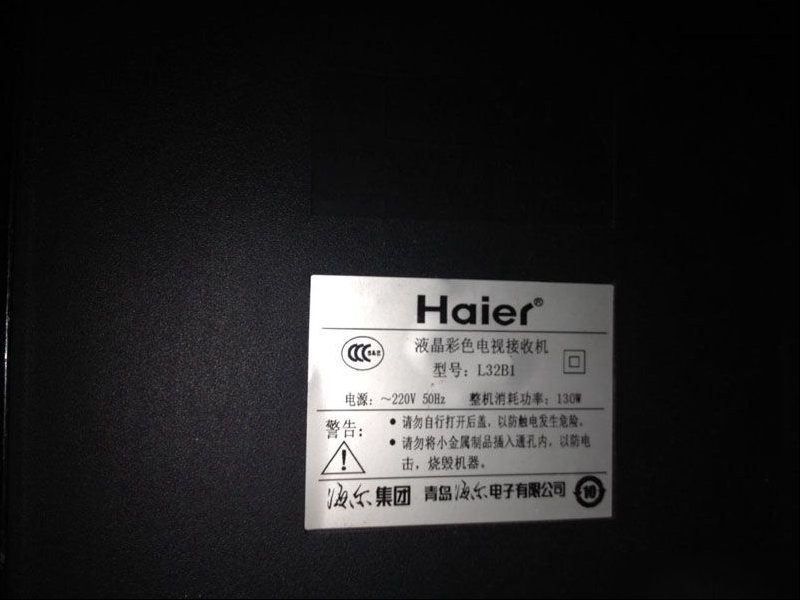 Haier®
CCC S&E
液晶彩色电视接收机
型号：L32B1
电源：～220V 50Hz 整机消耗功率：130W
警告：
• 请勿自行打开后盖，以防触电发生危险。
• 请勿将小金属制品插入通孔内，以防电
击，烧毁机器。
海尔集团 青岛海尔电子有限公司 10